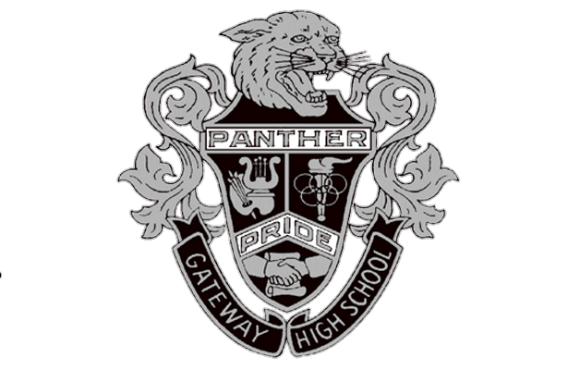 PANTHER
PRIDE
GATEWAY HIGH SCHOOL